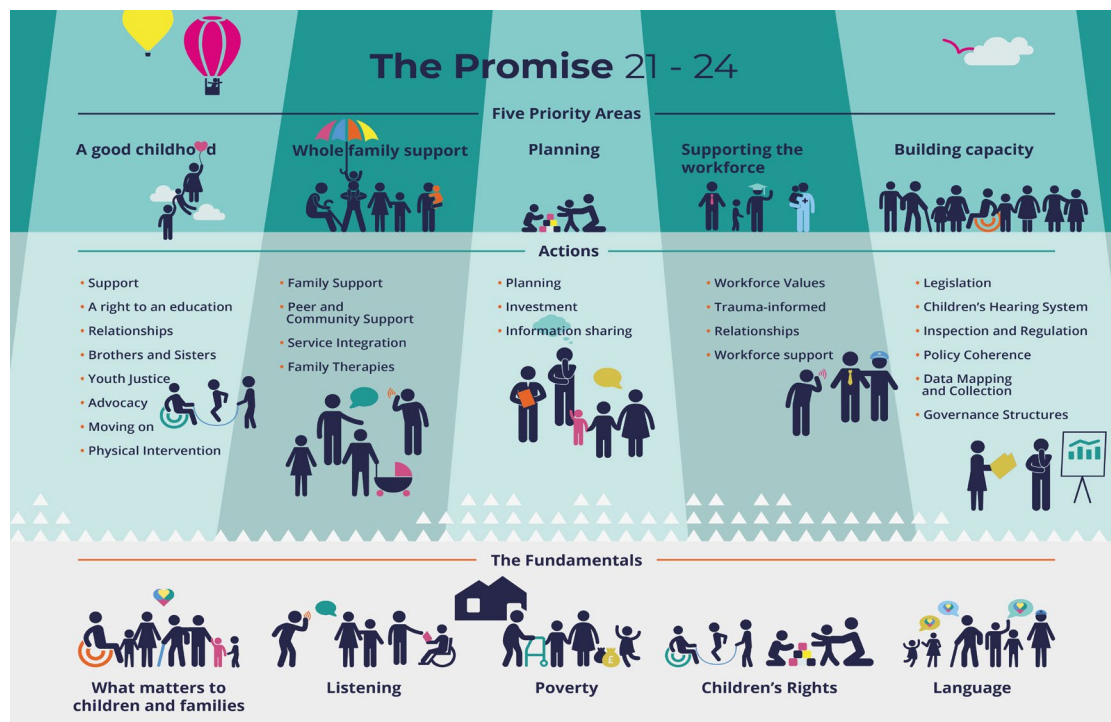 The Promise 21 - 24
Five Priority Areas
A good childhood
Whole family support
Planning
Supporting the
workforce
Building capacity
Actions
• Support
• A right to an education
• Relationships
• Brothers and Sisters
• Youth Justice
• Advocacy
• Moving on
• Physical Intervention
• Family Support
• Peer and
Community Support
• Service Integration
• Family Therapies
• Planning
• Investment
• Information sharing
• Workforce Values
• Trauma-informed
• Relationships
• Workforce support
• Legislation
• Children's Hearing System
• Inspection and Regulation
• Policy Coherence
• Data Mapping
and Collection
• Governance Structures
The Fundamentals
What matters to
children and families
Listening
£
Poverty
Children's Rights
Language